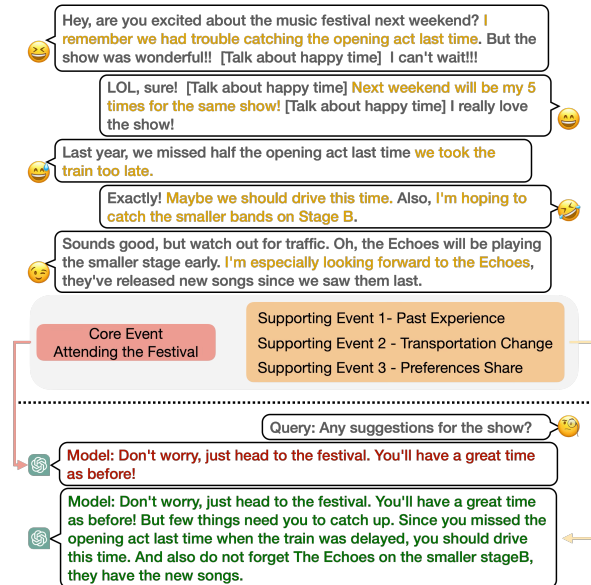 Hey, are you excited about the music festival next weekend? I
remember we had trouble catching the opening act last time. But the
show was wonderful!! [Talk about happy time] I can't wait!!!
LOL, sure! [Talk about happy time] Next weekend will be my 5
times for the same show! [Talk about happy time] I really love
the show!
Last year, we missed half the opening act last time we took the
train too late.
Exactly! Maybe we should drive this time. Also, I'm hoping to
catch the smaller bands on Stage B.
Sounds good, but watch out for traffic. Oh, the Echoes will be playing
the smaller stage early. I'm especially looking forward to the Echoes,
they've released new songs since we saw them last.
Core Event
Attending the Festival
Supporting Event 1- Past Experience
Supporting Event 2 - Transportation Change
Supporting Event 3 - Preferences Share
Query: Any suggestions for the show?
Model: Don't worry, just head to the festival. You'll have a great time
as before!
Model: Don't worry, just head to the festival. You'll have a great time
as before! But few things need you to catch up. Since you missed the
opening act last time when the train was delayed, you should drive
this time. And also do not forget The Echoes on the smaller stageB,
they have the new songs.